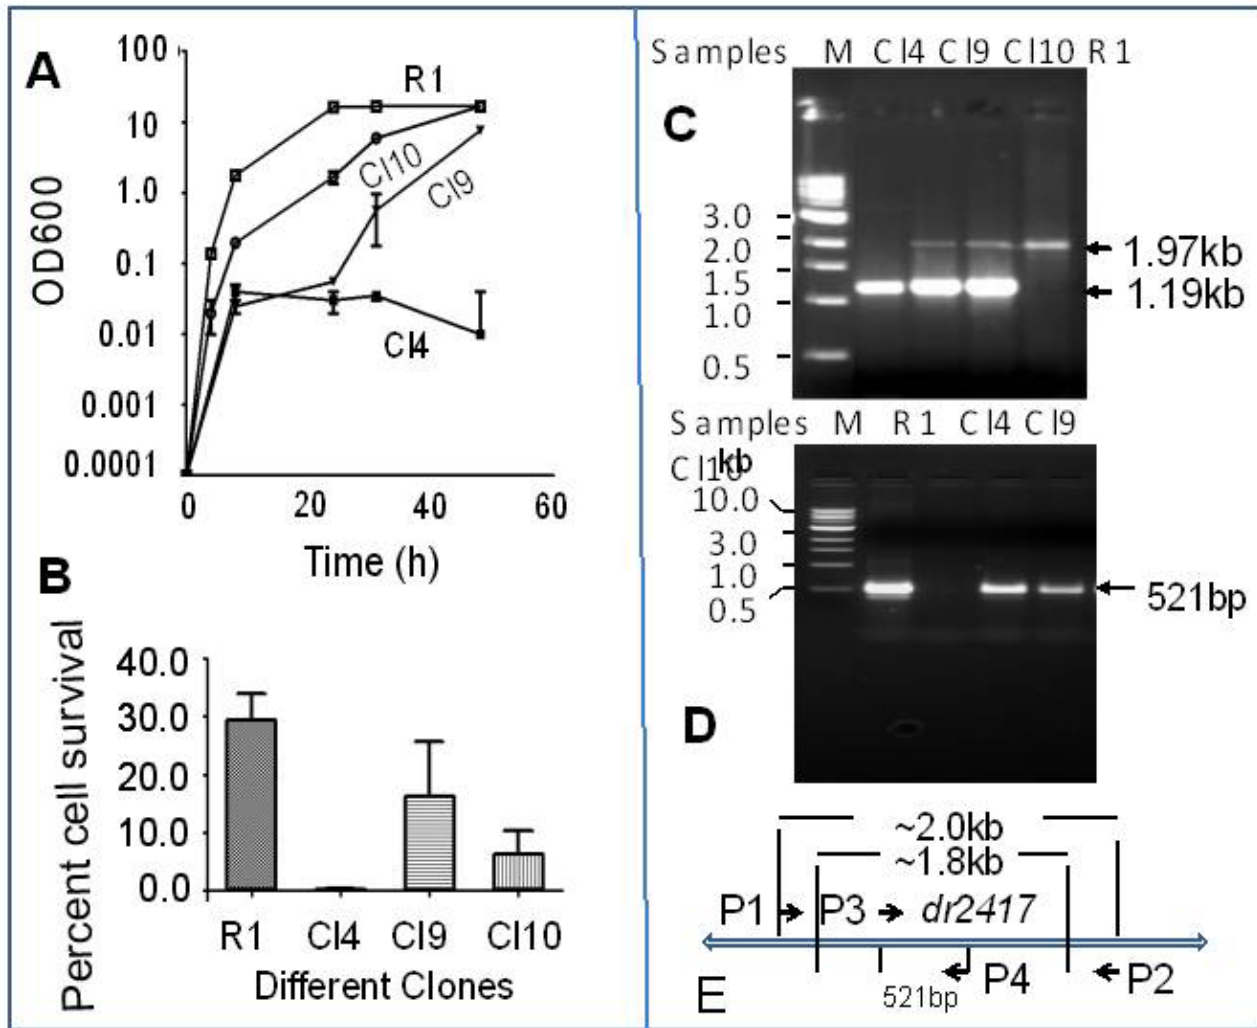 A
100
10
1.0
0.1
0.01
0.001
0.0001
OD600
R1
Cl10
Cl9
Cl4
0 20 40 60
Time (h)
B
40.0
30.0
20.0
10.0
0.0
Percent cell survival
R1 Cl4 Cl9 Cl10
Different Clones
Samples M Cl4 Cl9 Cl10 R1
C
3.0
2.0
1.5
1.0
0.5
1.97kb
1.19kb
Samples M R1 Cl4 Cl9
Cl10
kb
10.0
3.0
1.0
0.5
521bp
D
~2.0kb
~1.8kb
P1 P3 dr2417
521bp P4 P2
E